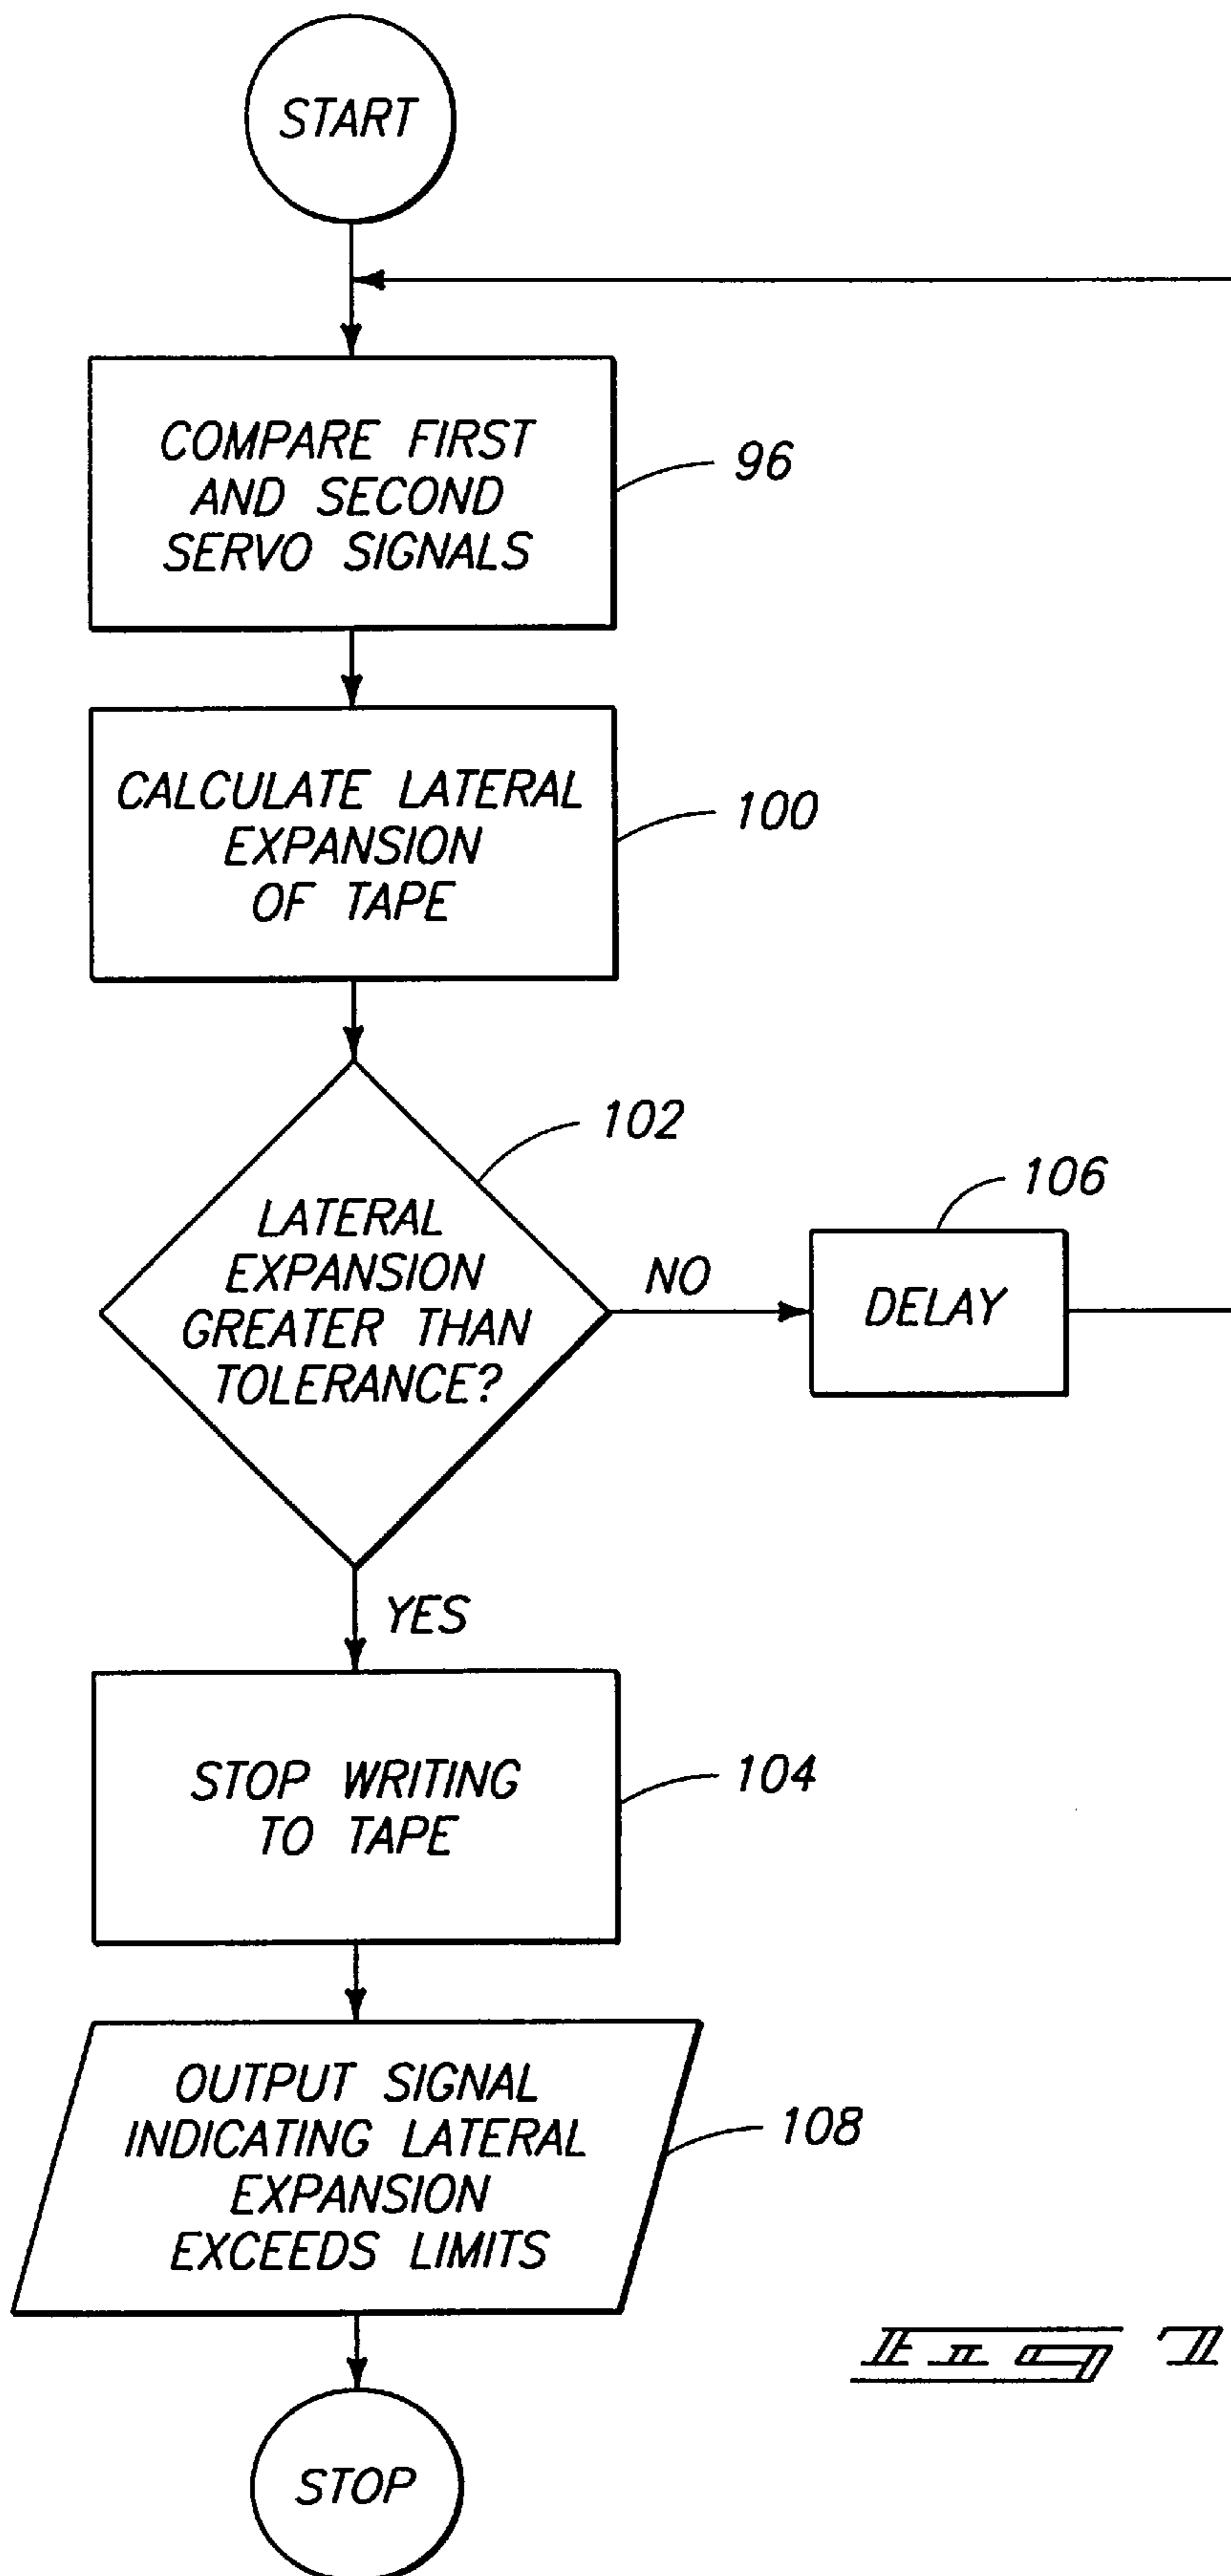 START
COMPARE FIRST
AND SECOND
SERVO SIGNALS
96
CALCULATE LATERAL
EXPANSION
OF TAPE
100
102
LATERAL
EXPANSION
GREATER THAN
TOLERANCE?
NO
106
DELAY
YES
STOP WRITING
TO TAPE
104
OUTPUT SIGNAL
INDICATING LATERAL
EXPANSION
EXCEEDS LIMITS
108
Fig 7
STOP